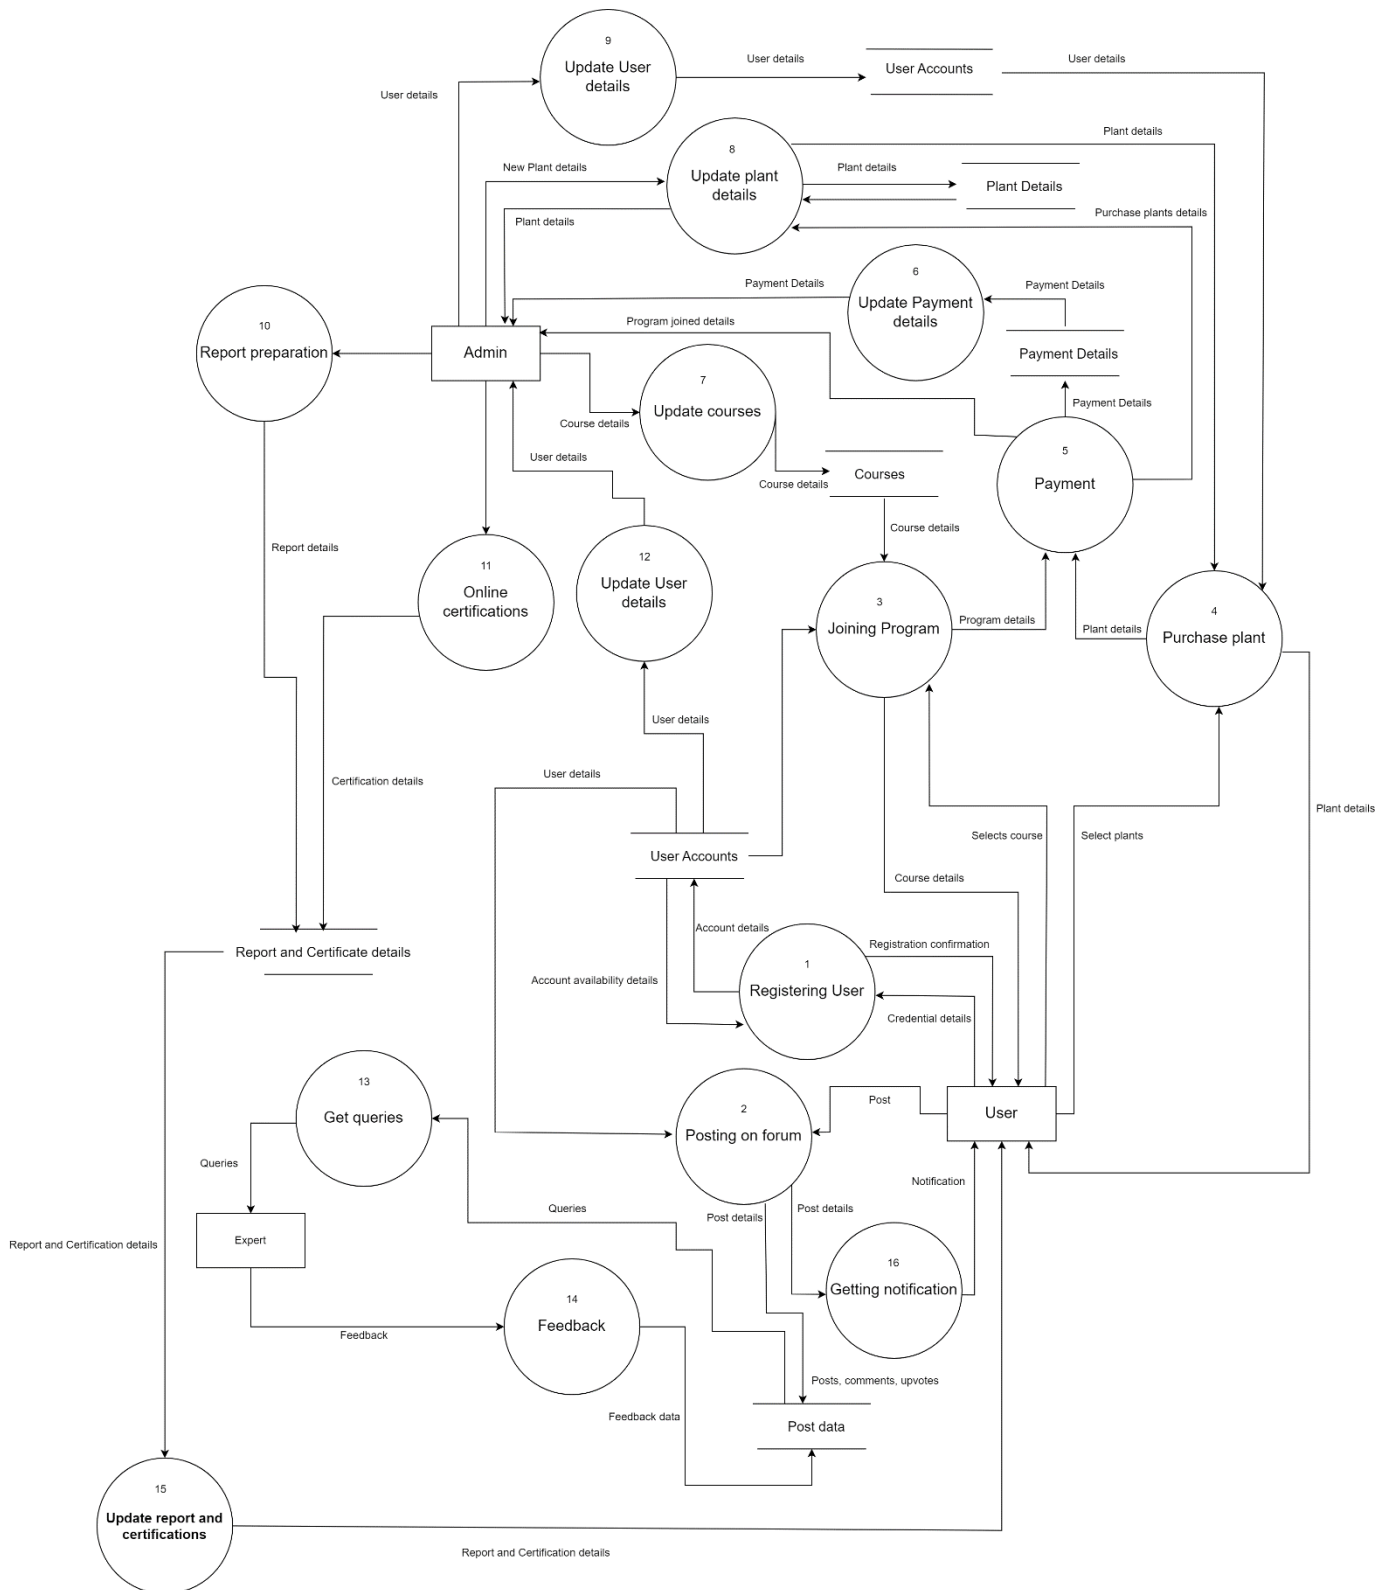 9
Update User
details
User details
User Accounts
User details
User details
8
Update plant
details
Plant details
New Plant details
Plant details
Plant Details
Plant details
Purchase plants details
6
Update Payment
details
Payment Details
Payment Details
Program joined details
10
Report preparation
Admin
Payment Details
7
Update courses
Payment Details
Course details
User details
Course details
Courses
5
Payment
Course details
Report details
11
Online
certifications
12
Update User
details
3
Joining Program
Program details
4
Purchase plant
Plant details
User details
User details
Certification details
Plant details
Selects course
Select plants
User Accounts
Course details
Account details
Registration confirmation
Report and Certificate details
1
Registering User
Account availability details
Credential details
13
Get queries
2
Posting on forum
Post
User
Queries
Notification
Queries
Post details
Post details
Expert
Report and Certification details
16
Getting notification
14
Feedback
Feedback
Posts, comments, upvotes
Feedback data
Post data
15
Update report and
certifications
Report and Certification details